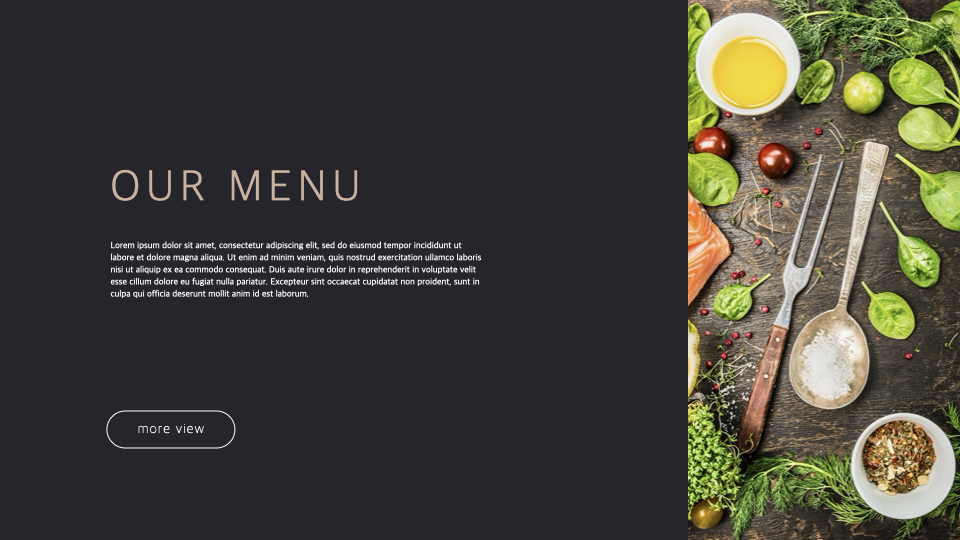 OUR MENU
Lorem ipsum dolor sit amet, consectetur adipiscing elit, sed do eiusmod tempor incididunt ut
labore et dolore magna aliqua. Ut enim ad minim veniam, quis nostrud exercitation ullamco laboris
nisi ut aliquip ex ea commodo consequat. Duis aute irure dolor in reprehenderit in voluptate velit
esse cillum dolore eu fugiat nulla pariatur. Excepteur sint occaecat cupidatat non proident, sunt in
culpa qui officia deserunt mollit anim id est laborum.
more view